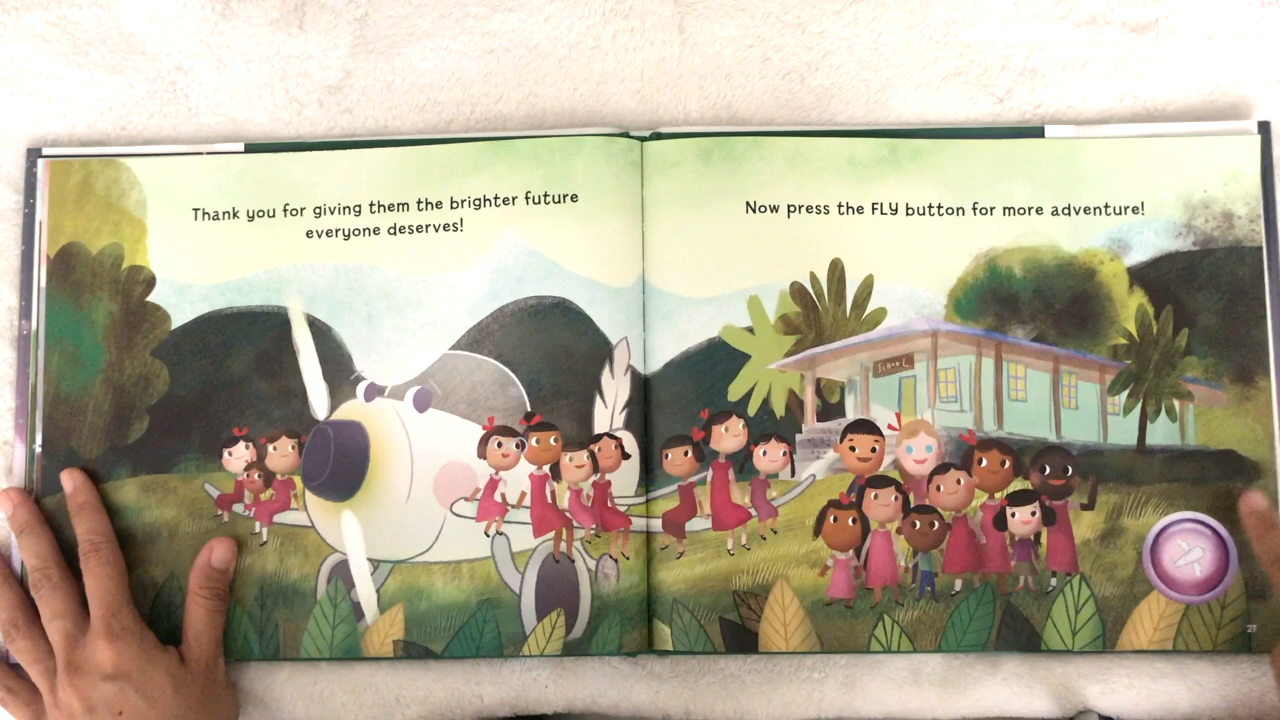 Thank you for giving them the brighter future
everyone deserves!
Now press the FLY button for more adventure!
SCHOOL
27